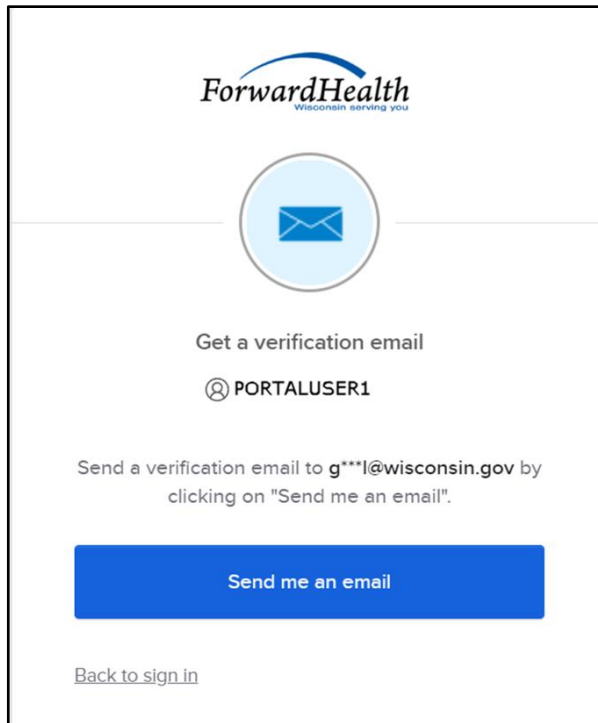 ForwardHealth
Wisconsin serving you
Get a verification email
PORTALUSER1
Send a verification email to g***l@wisconsin.gov by
clicking on "Send me an email".
Send me an email
Back to sign in